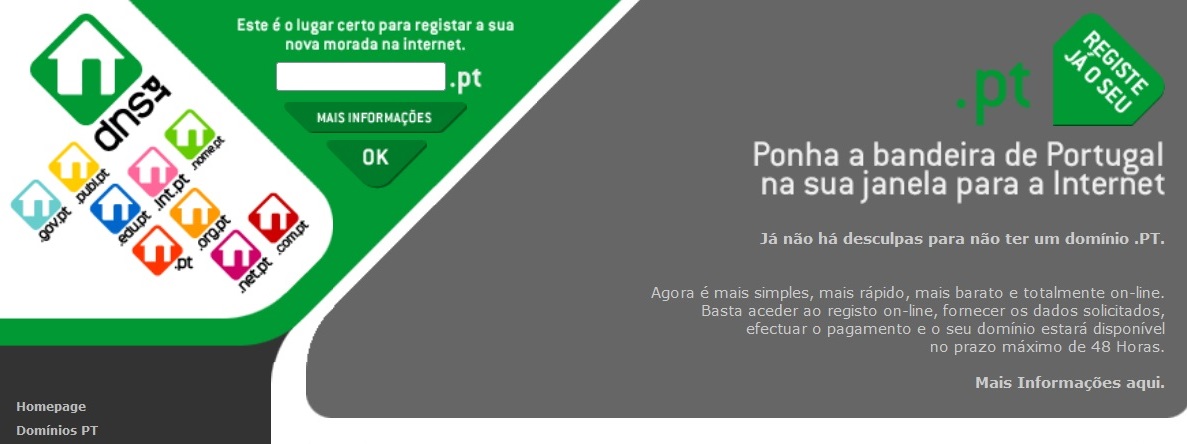 dns.pt
.nome.pt
.publ.pt
.int.pt
.gov.pt
.edu.pt
.org.pt
.com.pt
.pt
.net.pt
Este é o lugar certo para registar a sua
nova morada na internet.
.pt
MAIS INFORMAÇÕES
OK
.pt
REGISTE
JÁ O SEU
Ponha a bandeira de Portugal
na sua janela para a Internet
Já não há desculpas para não ter um domínio .PT.
Agora é mais simples, mais rápido, mais barato e totalmente on-line.
Basta aceder ao registo on-line, fornecer os dados solicitados,
efectuar o pagamento e o seu domínio estará disponível
no prazo máximo de 48 Horas.
Mais Informações aqui.
Homepage
Domínios PT